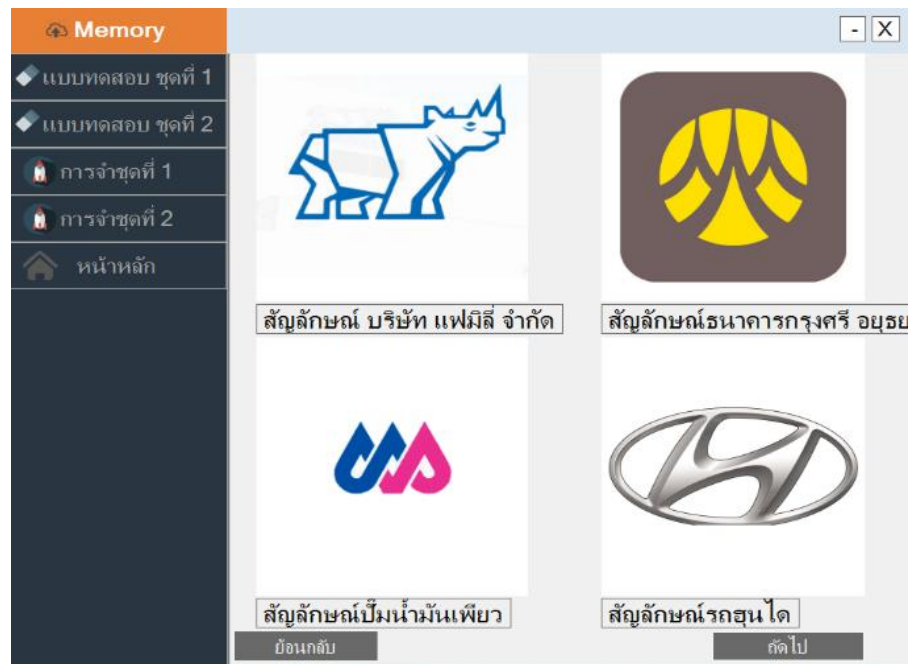 Memory
- X
แบบทดสอบ ชุดที่ 1
แบบทดสอบ ชุดที่ 2
การจำชุดที่ 1
การจำชุดที่ 2
หน้าหลัก
สัญลักษณ์ บริษัท แฟมิลี่ จำกัด
สัญลักษณ์ธนาคารกรุงศรี อยุธย
สัญลักษณ์ปั๊มน้ำมันเพียว
สัญลักษณ์รถฮุนได
ย้อนกลับ
ถัดไป